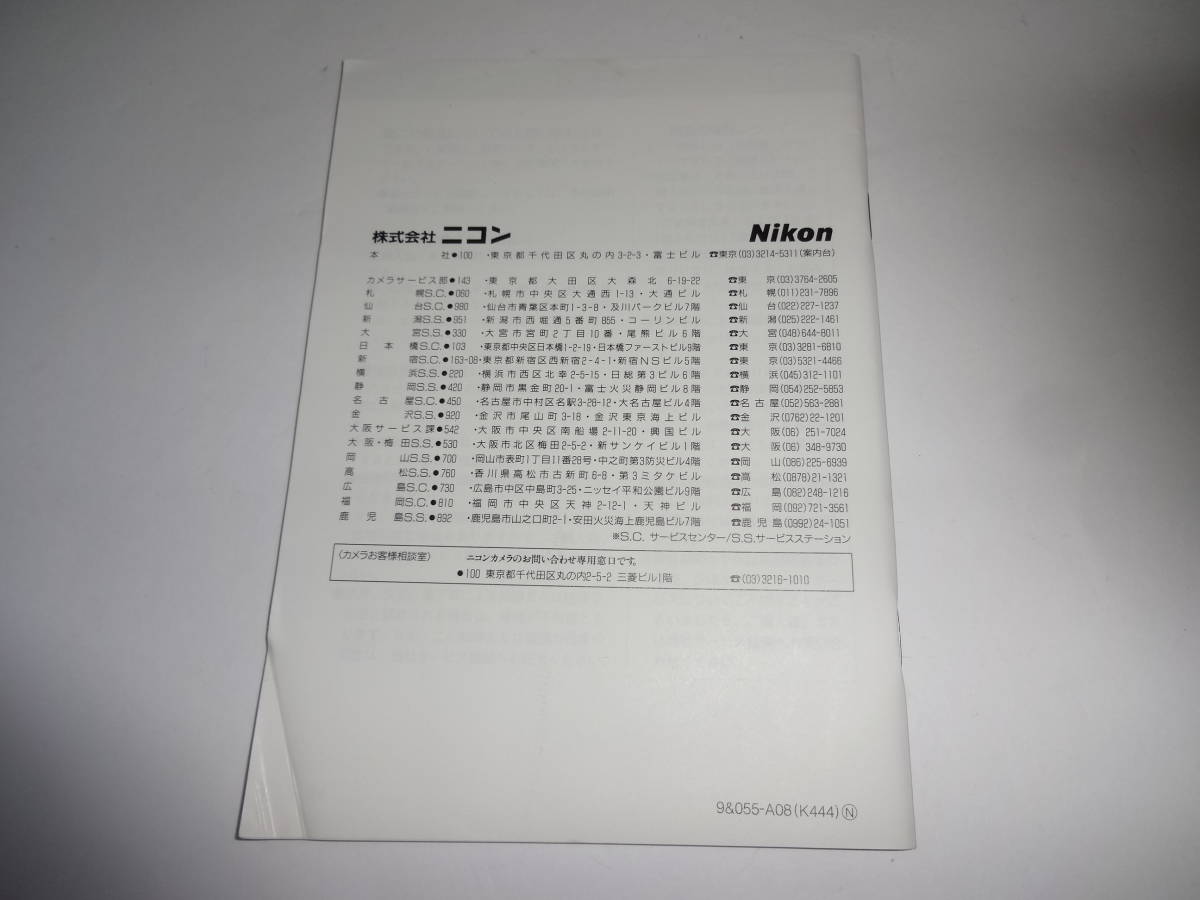 株式会社 ニコン Nikon
本社●100・東京都千代田区丸の内3-2-3・富士ビル ☎東京(03)3214-5311(案内台)
カメラサービス部●143・東京都大田区大森北6-19-22 ☎東京(03)3764-2605
札幌S.C.●060・札幌市中央区大通西1-13・大通ビル ☎札幌(011)231-7896
仙台S.C.●980・仙台市青葉区本町1-3-8・及川パークビル7階 ☎仙台(022)227-1237
新潟S.S.●951・新潟市西堀通5番町855・コーリンビル ☎新潟(025)222-1461
大宮S.S.●330・大宮市宮町2丁目10番・尾熊ビル6階 ☎大宮(048)644-8011
日本橋S.C.●103・東京都中央区日本橋1-2-19・日本橋ファーストビル9階 ☎東京(03)3281-6810
新宿S.C.●163-08・東京都新宿区西新宿2-4-1・新宿NSビル5階 ☎東京(03)5321-4466
横浜S.S.●220・横浜市西区北幸2-5-15・日総第3ビル6階 ☎横浜(045)312-1101
静岡S.S.●420・静岡市黒金町20-1・富士火災静岡ビル8階 ☎静岡(054)252-5853
名古屋S.C.●450・名古屋市中村区名駅3-28-12・大名古屋ビル4階 ☎名古屋(052)563-2881
金沢S.S.●920・金沢市尾山町3-18・金沢東京海上ビル ☎金沢(0762)22-1201
大阪サービス課●542・大阪市中央区南船場2-11-20・興国ビル ☎大阪(06)251-7024
大阪・梅田S.S.●530・大阪市北区梅田2-5-2・新サンケイビル1階 ☎大阪(06)348-9730
岡山S.S.●700・岡山市表町1丁目11番28号・中之町第3防災ビル4階 ☎岡山(086)225-6939
高松S.S.●760・香川県高松市古新町6-8・第3ミタケビル ☎高松(0878)21-1321
広島S.C.●730・広島市中区中島町3-25・ニッセイ平和公園ビル9階 ☎広島(082)248-1216
福岡S.C.●810・福岡市中央区天神2-12-1・天神ビル ☎福岡(092)721-3561
鹿児島S.S.●892・鹿児島市山之口町2-1・安田火災海上鹿児島ビル7階 ☎鹿児島(0992)24-1051
※S.C. サービスセンター/S.S.サービスステーション
(カメラお客様相談室) ニコンカメラのお問い合わせ専用窓口です。
●100 東京都千代田区丸の内2-5-2 三菱ビル1階 ☎(03)3216-1010
9&055-A08(K444)Ⓝ